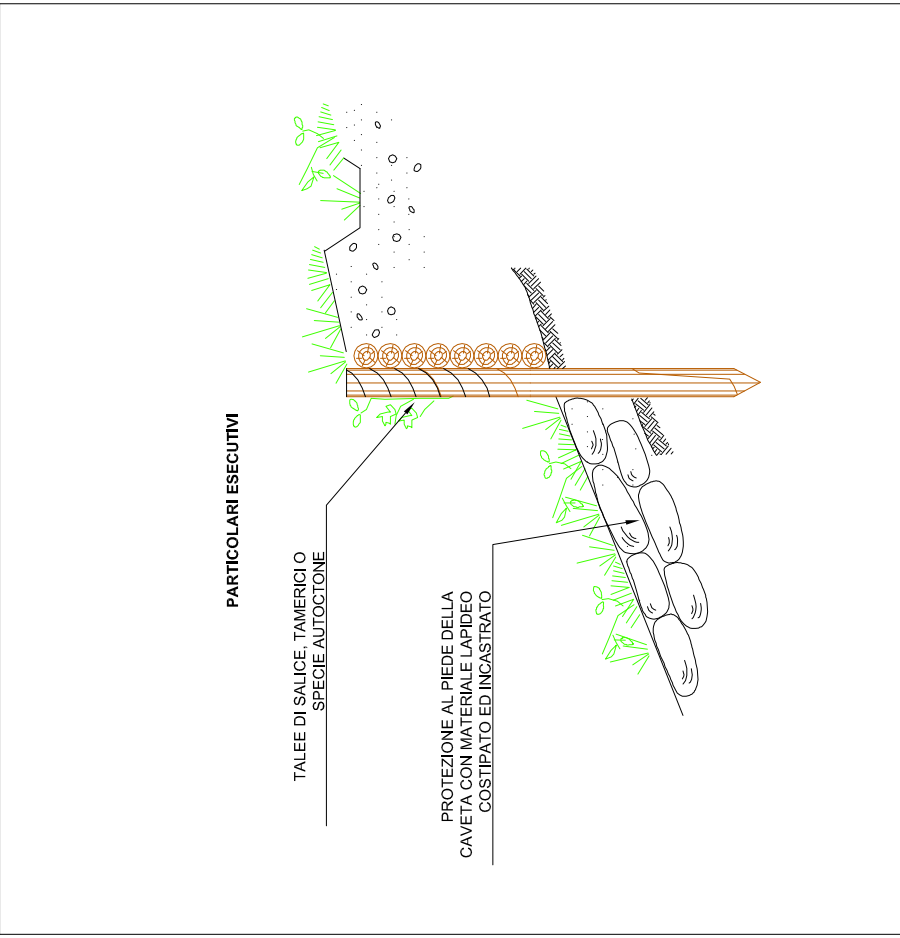 PARTICOLARI ESECUTIVI
TALEE DI SALICE, TAMERICI O
SPECIE AUTOCTONE
PROTEZIONE AL PIEDE DELLA
CAVETA CON MATERIALE LAPIDEO
COSTIPATO ED INCASTRATO